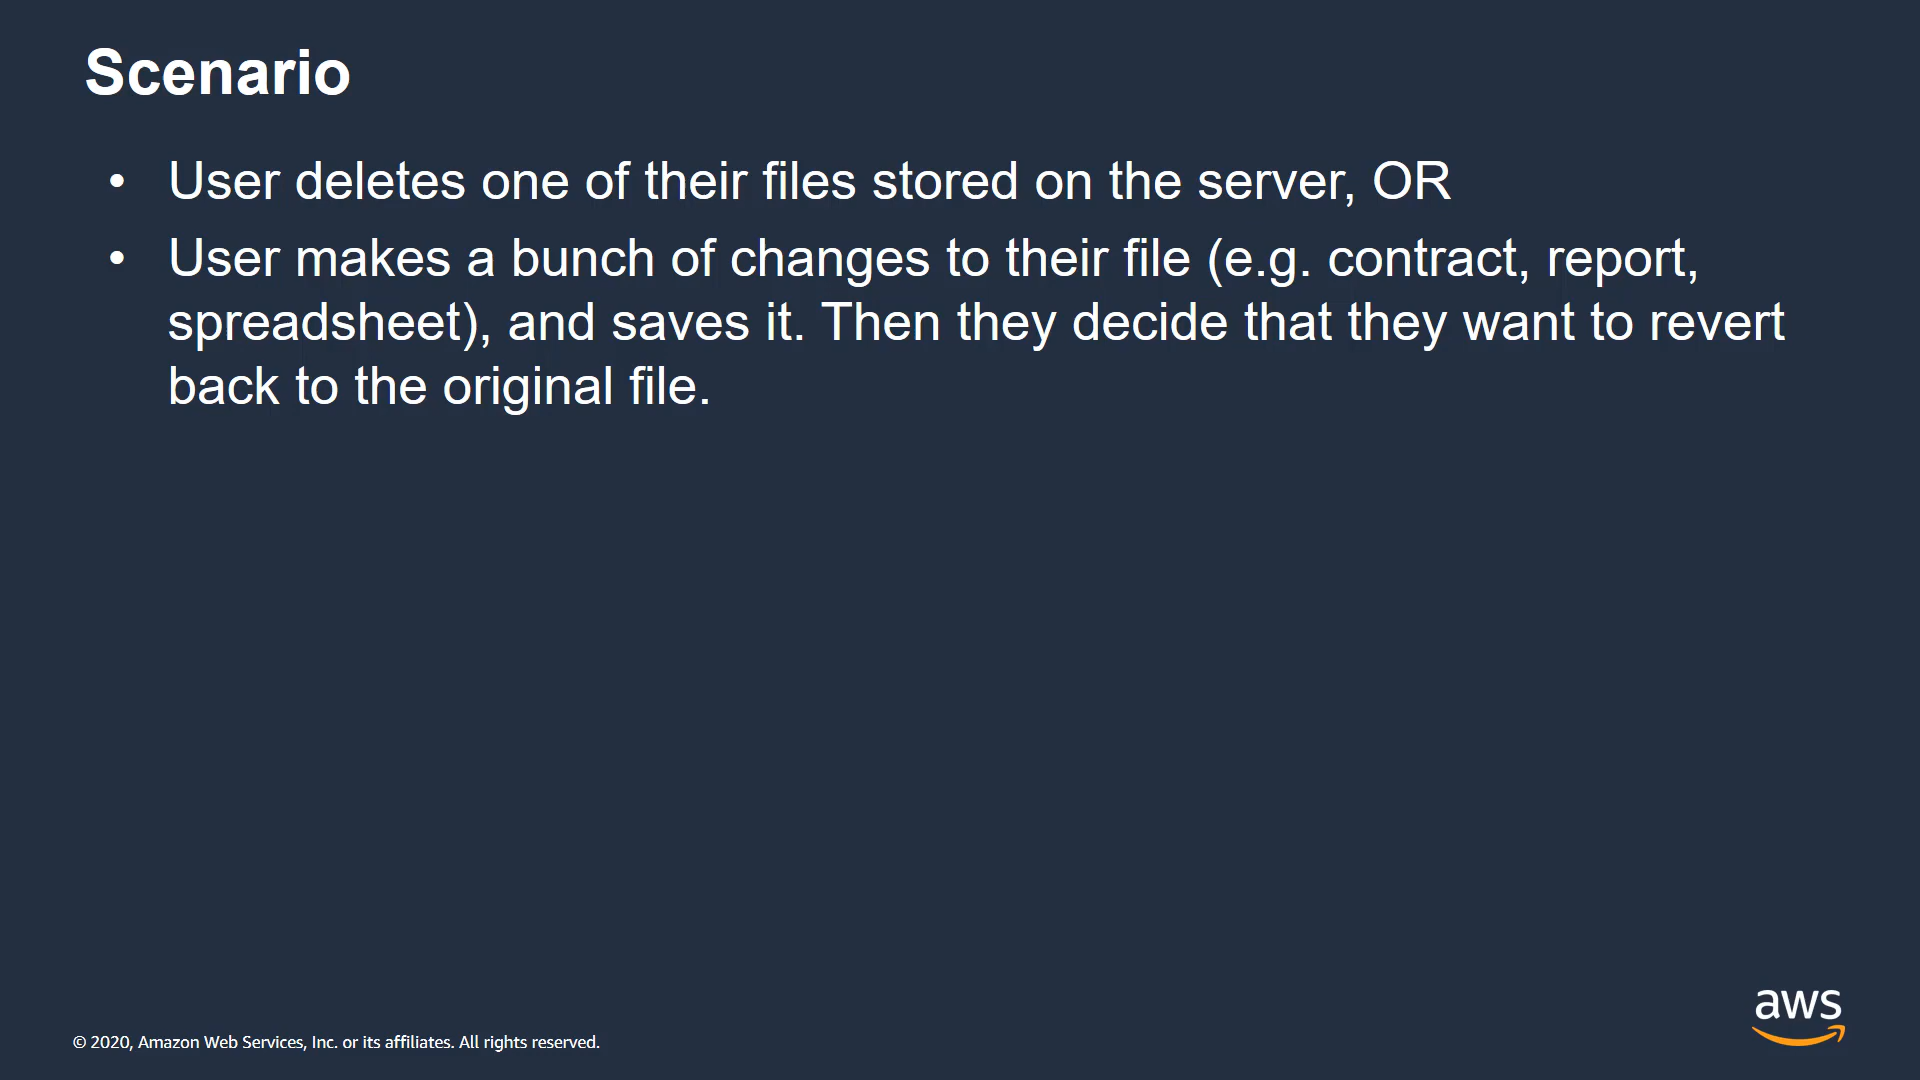 Scenario
• User deletes one of their files stored on the server, OR
• User makes a bunch of changes to their file (e.g. contract, report,
spreadsheet), and saves it. Then they decide that they want to revert
back to the original file.
aws
© 2020, Amazon Web Services, Inc. or its affiliates. All rights reserved.